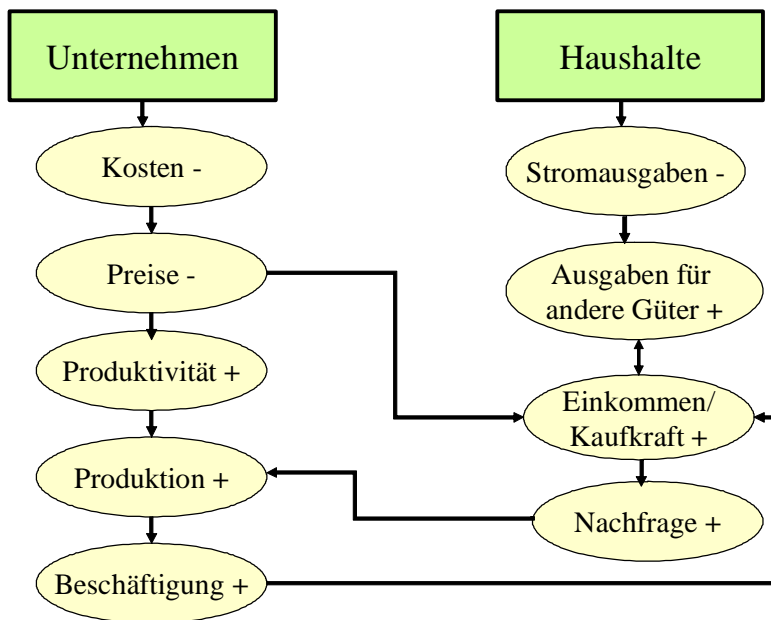 Unternehmen
Kosten -
Preise -
Produktivität +
Produktion +
Beschäftigung +
Haushalte
Stromausgaben -
Ausgaben für
andere Güter +
Einkommen/
Kaufkraft +
Nachfrage +